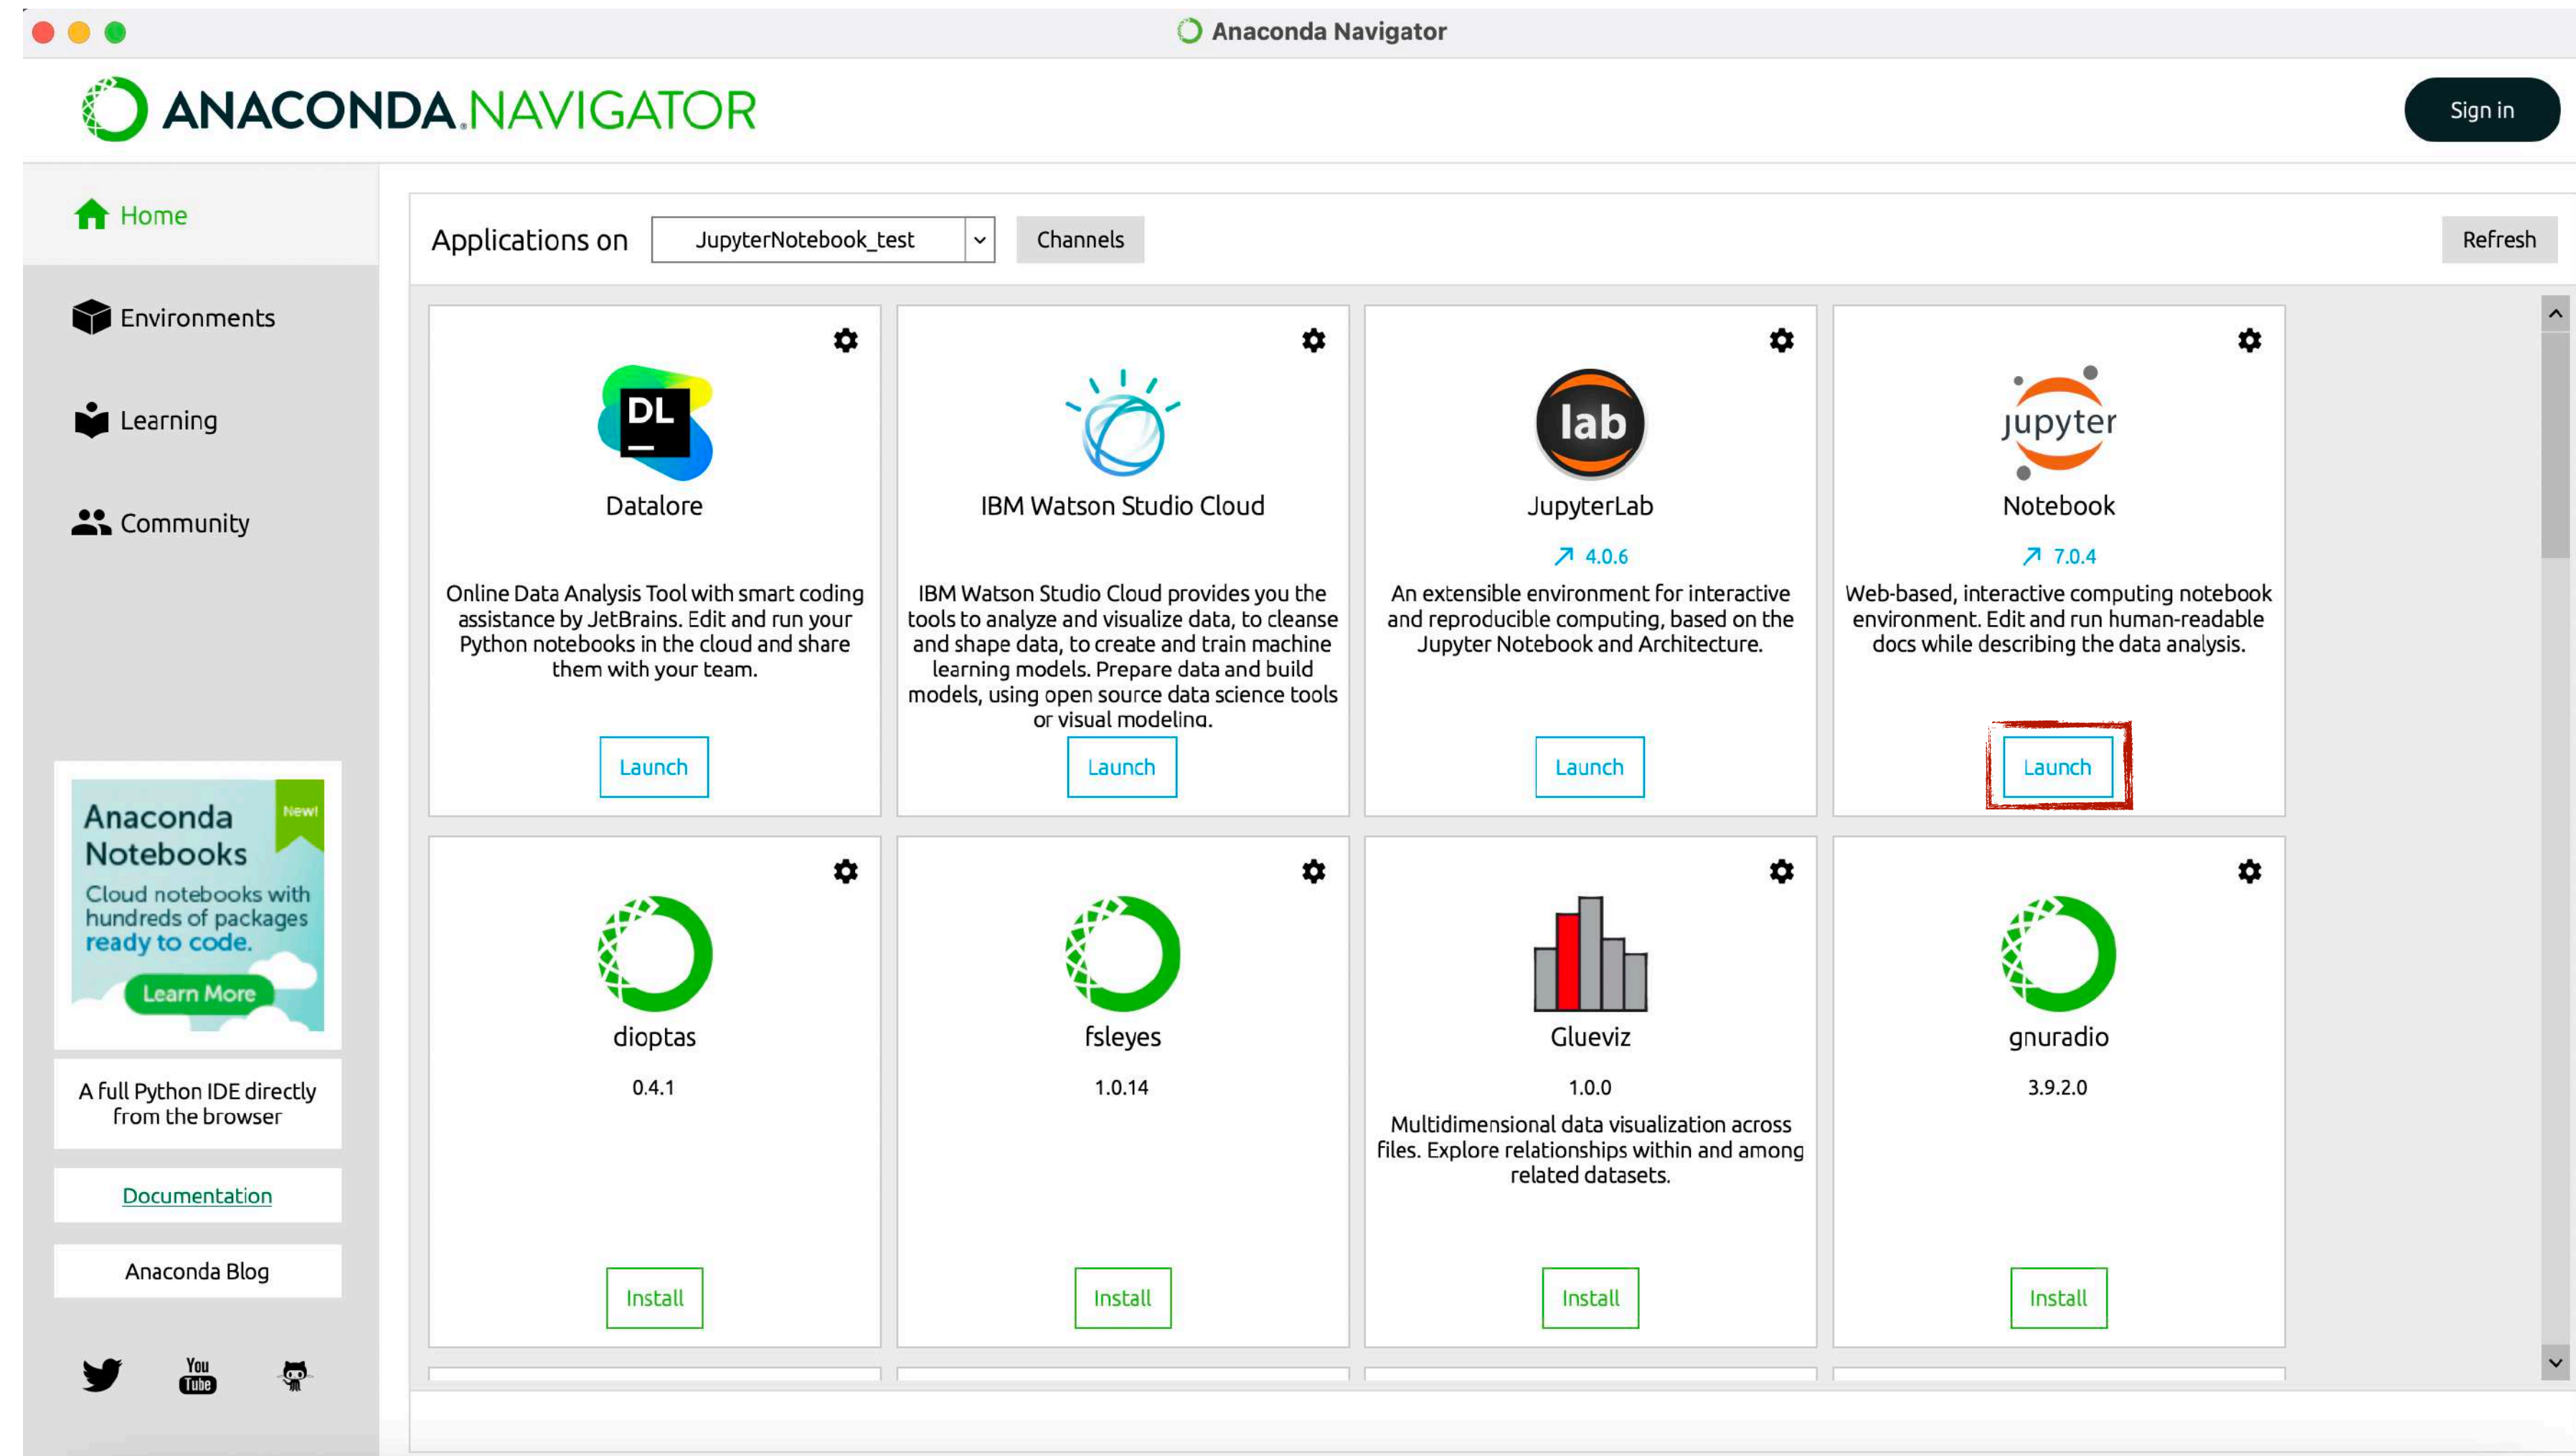 Anaconda Navigator
ANACONDA.NAVIGATOR
Sign in
Home
Environments
Learning
Community
Applications on JupyterNotebook_test Channels Refresh
DL
Datalore
Online Data Analysis Tool with smart coding
assistance by JetBrains. Edit and run your
Python notebooks in the cloud and share
them with your team.
Launch
IBM Watson Studio Cloud
IBM Watson Studio Cloud provides you the
tools to analyze and visualize data, to cleanse
and shape data, to create and train machine
learning models. Prepare data and build
models, using open source data science tools
or visual modeling.
Launch
lab
JupyterLab
4.0.6
An extensible environment for interactive
and reproducible computing, based on the
Jupyter Notebook and Architecture.
Launch
jupyter
Notebook
7.0.4
Web-based, interactive computing notebook
environment. Edit and run human-readable
docs while describing the data analysis.
Launch
dioptas
0.4.1
Install
fsleyes
1.0.14
Install
Glueviz
1.0.0
Multidimensional data visualization across
files. Explore relationships within and among
related datasets.
Install
gnuradio
3.9.2.0
Install
Anaconda
Notebooks
New!
Cloud notebooks with
hundreds of packages
ready to code.
Learn More
A full Python IDE directly
from the browser
Documentation
Anaconda Blog
You
Tube